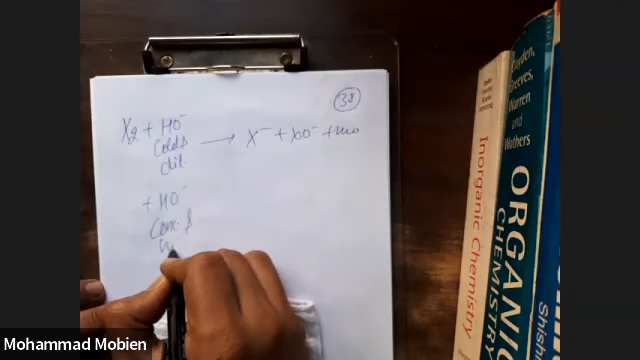 38
X2 + HO⁻ → X⁻ + XO⁻ + H2O
Cold &
dil.
+ HO⁻
Conc. &
Inorganic Chemistry
Clayden,
Greeves,
Warren
and
Wothers
ORGANIC
CHEMISTRY
Mohammad Mobien